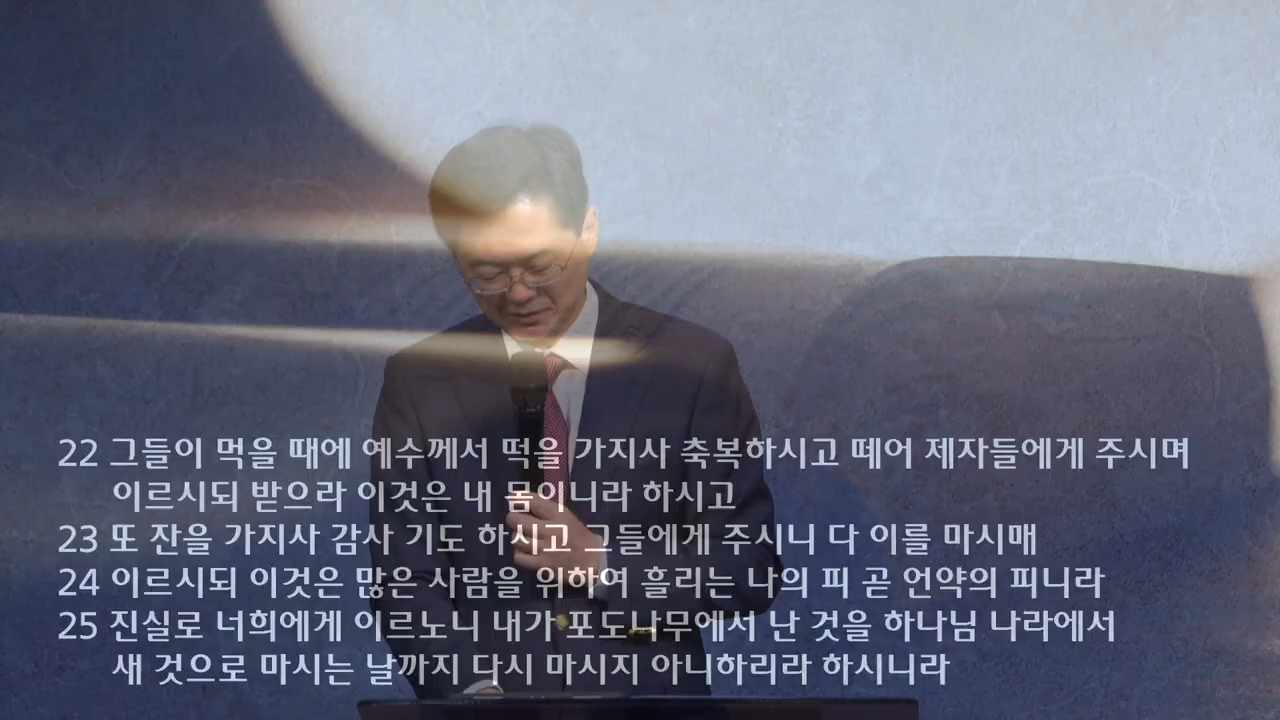 22 그들이 먹을 때에 예수께서 떡을 가지사 축복하시고 떼어 제자들에게 주시며
이르시되 받으라 이것은 내 몸이니라 하시고
23 또 잔을 가지사 감사 기도 하시고 그들에게 주시니 다 이를 마시매
24 이르시되 이것은 많은 사람을 위하여 흘리는 나의 피 곧 언약의 피니라
25 진실로 너희에게 이르노니 내가 포도나무에서 난 것을 하나님 나라에서
새 것으로 마시는 날까지 다시 마시지 아니하리라 하시니라